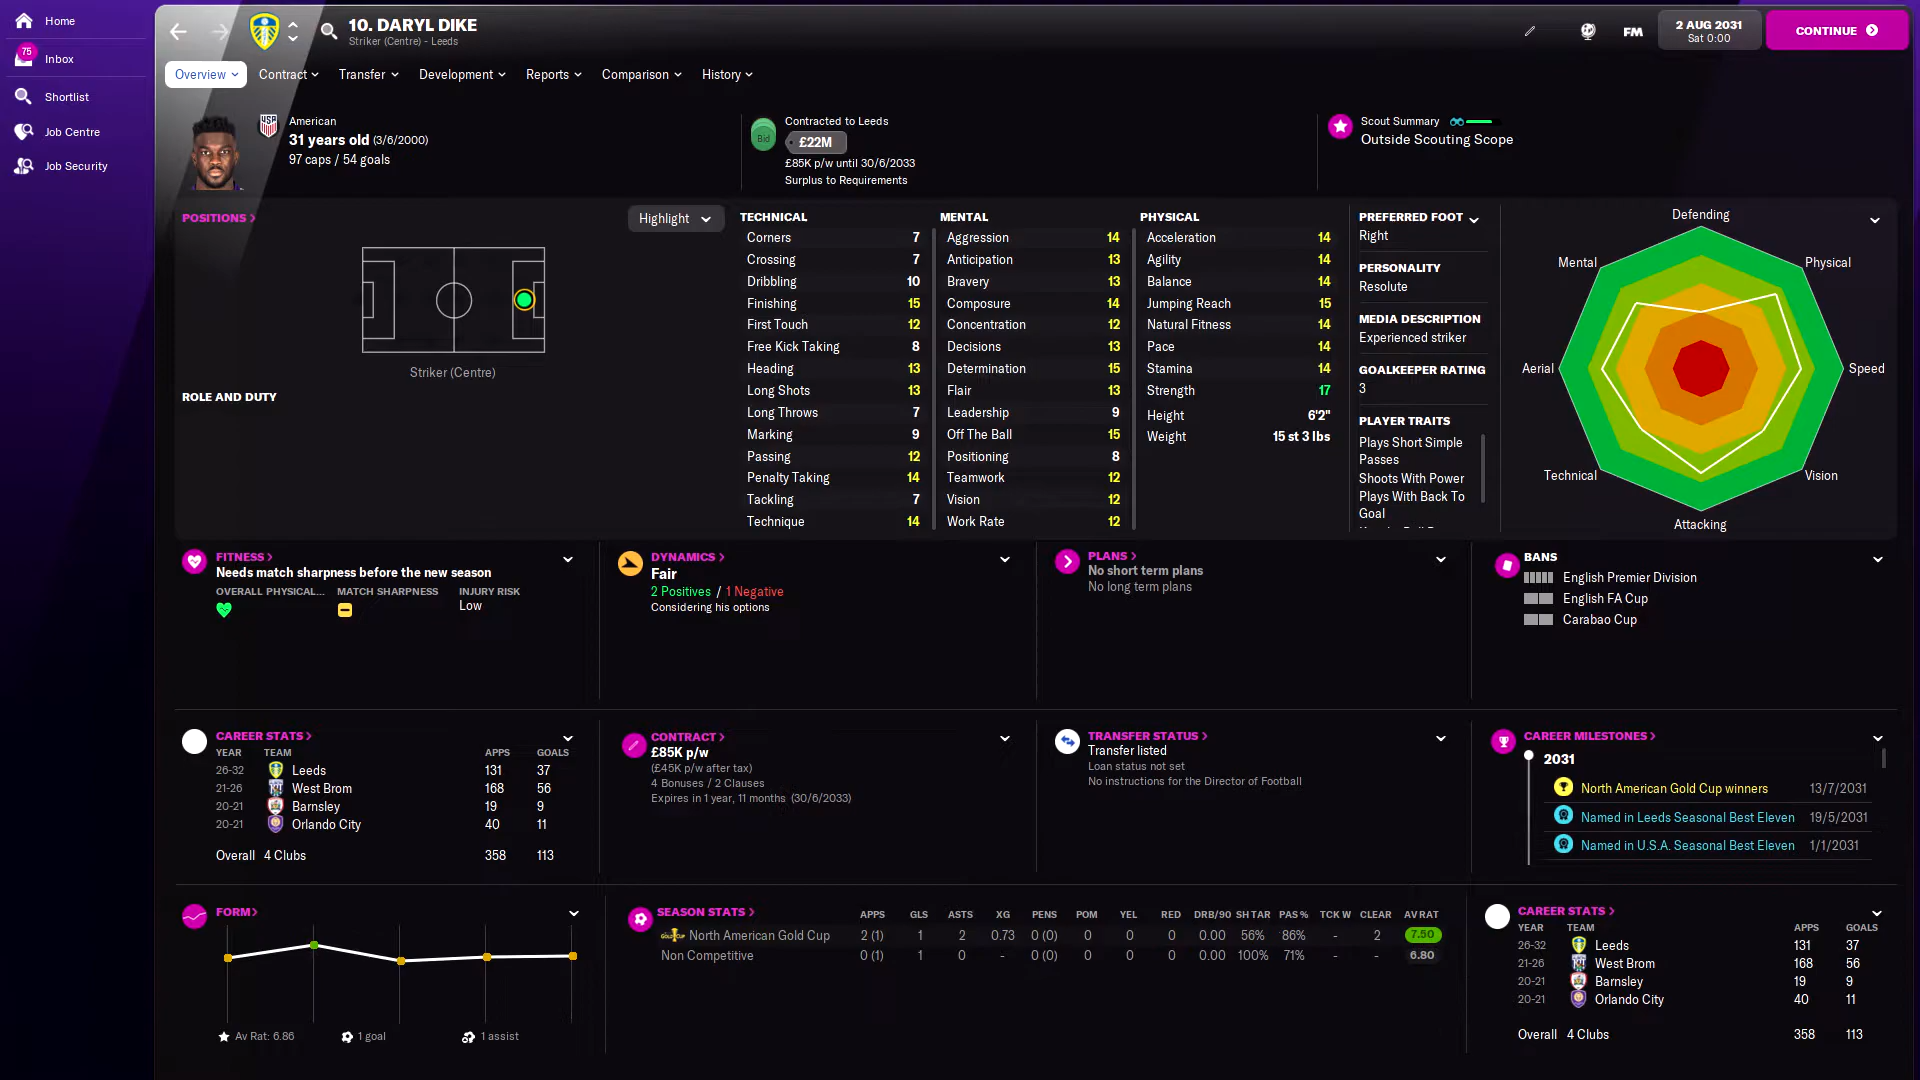 Home
75
Inbox
Shortlist
Job Centre
Job Security
10. DARYL DIKE
Striker (Centre) - Leeds
FM
2 AUG 2031
Sat 0:00
CONTINUE
Overview
Contract
Transfer
Development
Reports
Comparison
History
USA
American
31 years old (3/6/2000)
97 caps / 54 goals
Bid
Contracted to Leeds
£22M
£85K p/w until 30/6/2033
Surplus to Requirements
Scout Summary
Outside Scouting Scope
POSITIONS
Highlight
Striker (Centre)
ROLE AND DUTY
TECHNICAL
Corners 7
Crossing 7
Dribbling 10
Finishing 15
First Touch 12
Free Kick Taking 8
Heading 13
Long Shots 13
Long Throws 7
Marking 9
Passing 12
Penalty Taking 14
Tackling 7
Technique 14
MENTAL
Aggression 14
Anticipation 13
Bravery 13
Composure 14
Concentration 12
Decisions 13
Determination 15
Flair 13
Leadership 9
Off The Ball 15
Positioning 8
Teamwork 12
Vision 12
Work Rate 12
PHYSICAL
Acceleration 14
Agility 14
Balance 14
Jumping Reach 15
Natural Fitness 14
Pace 14
Stamina 14
Strength 17
Height 6'2"
Weight 15 st 3 lbs
PREFERRED FOOT
Right
PERSONALITY
Resolute
MEDIA DESCRIPTION
Experienced striker
GOALKEEPER RATING
3
PLAYER TRAITS
Plays Short Simple
Passes
Shoots With Power
Plays With Back To
Goal
Defending
Mental
Physical
Aerial
Speed
Technical
Vision
Attacking
FITNESS
Needs match sharpness before the new season
OVERALL PHYSICAL... MATCH SHARPNESS INJURY RISK
Low
DYNAMICS
Fair
2 Positives / 1 Negative
Considering his options
PLANS
No short term plans
No long term plans
BANS
English Premier Division
English FA Cup
Carabao Cup
CAREER STATS
YEAR TEAM APPS GOALS
26-32 Leeds 131 37
21-26 West Brom 168 56
20-21 Barnsley 19 9
20-21 Orlando City 40 11
Overall 4 Clubs 358 113
CONTRACT
£85K p/w
(£45K p/w after tax)
4 Bonuses / 2 Clauses
Expires in 1 year, 11 months (30/6/2033)
TRANSFER STATUS
Transfer listed
Loan status not set
No instructions for the Director of Football
CAREER MILESTONES
2031
North American Gold Cup winners 13/7/2031
Named in Leeds Seasonal Best Eleven 19/5/2031
Named in U.S.A. Seasonal Best Eleven 1/1/2031
FORM
Av Rat: 6.86 1 goal 1 assist
SEASON STATS APPS GLS ASTS XG PENS POM YEL RED DRB/90 SH TAR PAS % TCK W CLEAR AV RAT
North American Gold Cup 2 (1) 1 2 0.73 0 (0) 0 0 0 0.00 56% 86% - 2 7.50
Non Competitive 0 (1) 1 0 - 0 (0) 0 0 0 0.00 100% 71% - - 6.80
CAREER STATS
YEAR TEAM APPS GOALS
26-32 Leeds 131 37
21-26 West Brom 168 56
20-21 Barnsley 19 9
20-21 Orlando City 40 11
Overall 4 Clubs 358 113